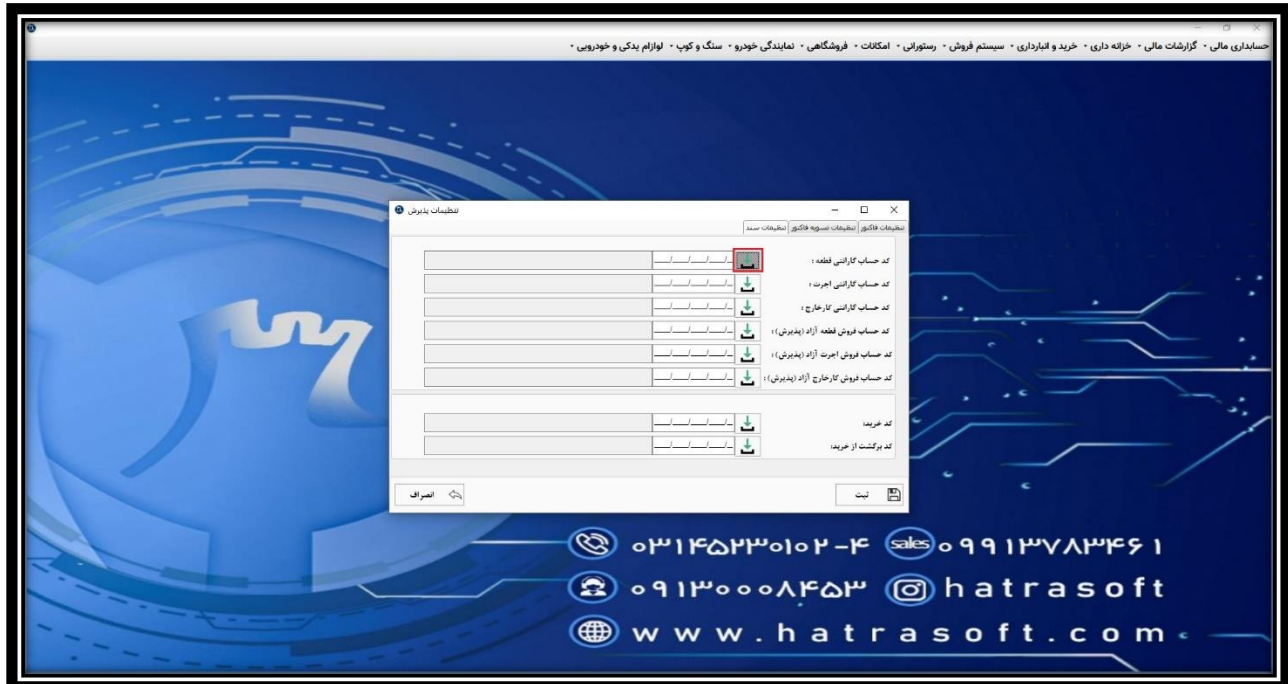 حسابداری مالی - گزارشات مالی - خزانه داری - خرید و انبارداری - سیستم فروش - رستورانی - امکانات - فروشگاهی - نمایندگی خودرو - سنگ و کوپ - لوازام یدکی و خودرویی -
تنظیمات پذیرش
تنظیمات فاکتور تنظیمات تسویه فاکتور تنظیمات سند
کد حساب گارانتی قطعه :
کد حساب گارانتی اجرت :
کد حساب گارانتی کارخارج :
کد حساب فروش قطعه آزاد (پذیرش) :
کد حساب فروش اجرت آزاد (پذیرش) :
کد حساب فروش کارخارج آزاد (پذیرش) :
کد خرید:
کد برگشت از خرید:
ثبت انصراف
۰۳۱۴۵۲۳۰۱۰۲-۴ sales ۰۹۹۱۳۷۸۳۴۶۱
۰۹۱۳۰۰۰۸۴۵۳ hatrasoft
www.hatrasoft.com